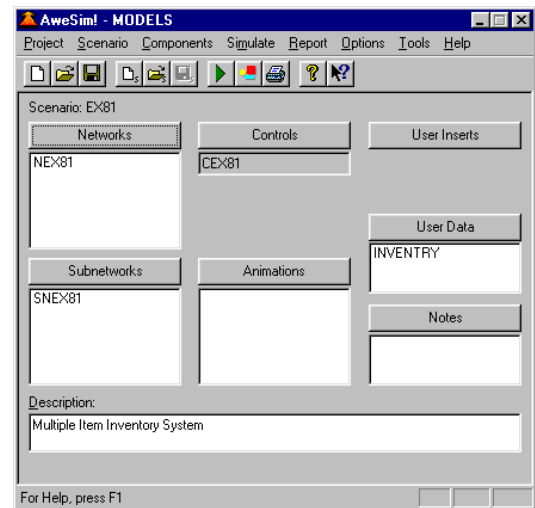 AweSim! - MODELS
Project Scenario Components Simulate Report Options Tools Help
Scenario: EX81
Networks Controls User Inserts
NEX81 CEX81
User Data
INVENTRY
Subnetworks Animations
SNEX81
Notes
Description:
Multiple Item Inventory System
For Help, press F1